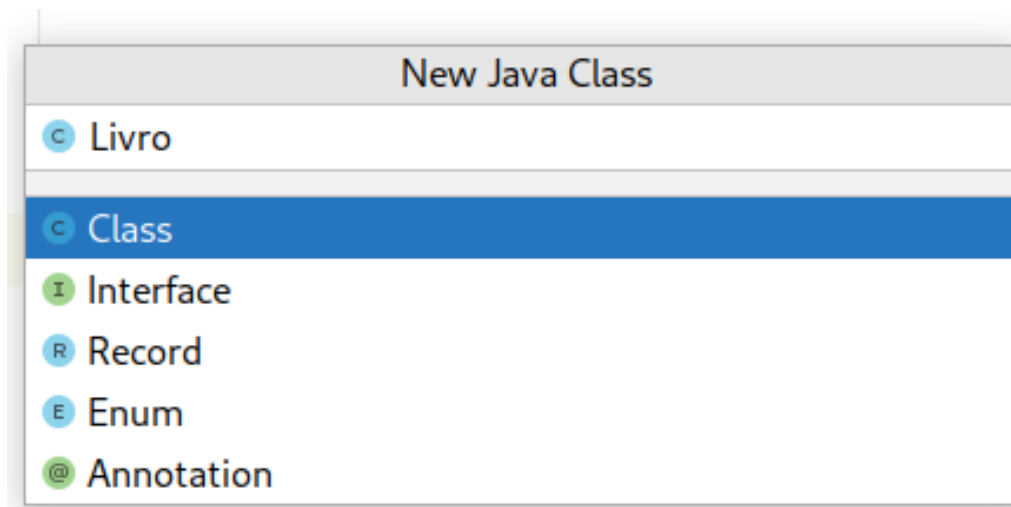 New Java Class
C Livro
C Class
I Interface
R Record
E Enum
@ Annotation